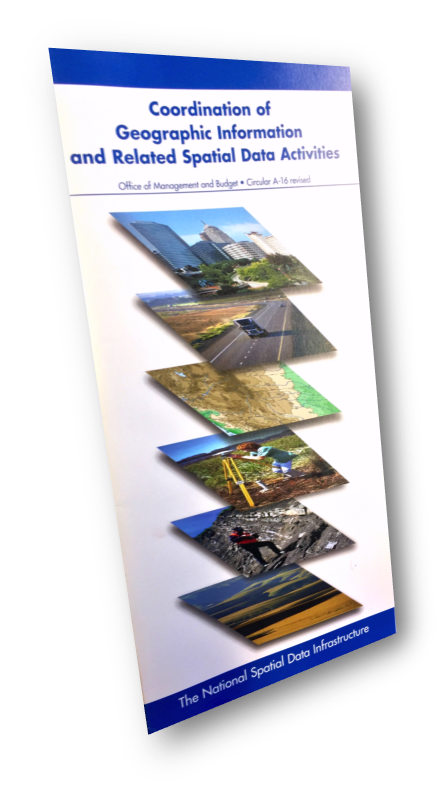 Coordination of
Geographic Information
and Related Spatial Data Activities
Office of Management and Budget • Circular A-16 revised
The National Spatial Data Infrastructure